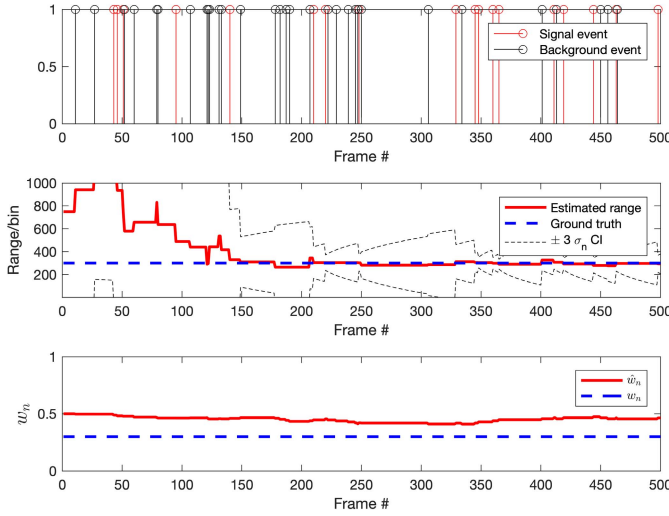 1
0.5
0
0 50 100 150 200 250 300 350 400 450 500
Frame #
Signal event
Background event
Range/bin
1000
800
600
400
200
0 50 100 150 200 250 300 350 400 450 500
Frame #
Estimated range
Ground truth
± 3 σn CI
wn
1
0.5
0
0 50 100 150 200 250 300 350 400 450 500
Frame #
ŵn
wn